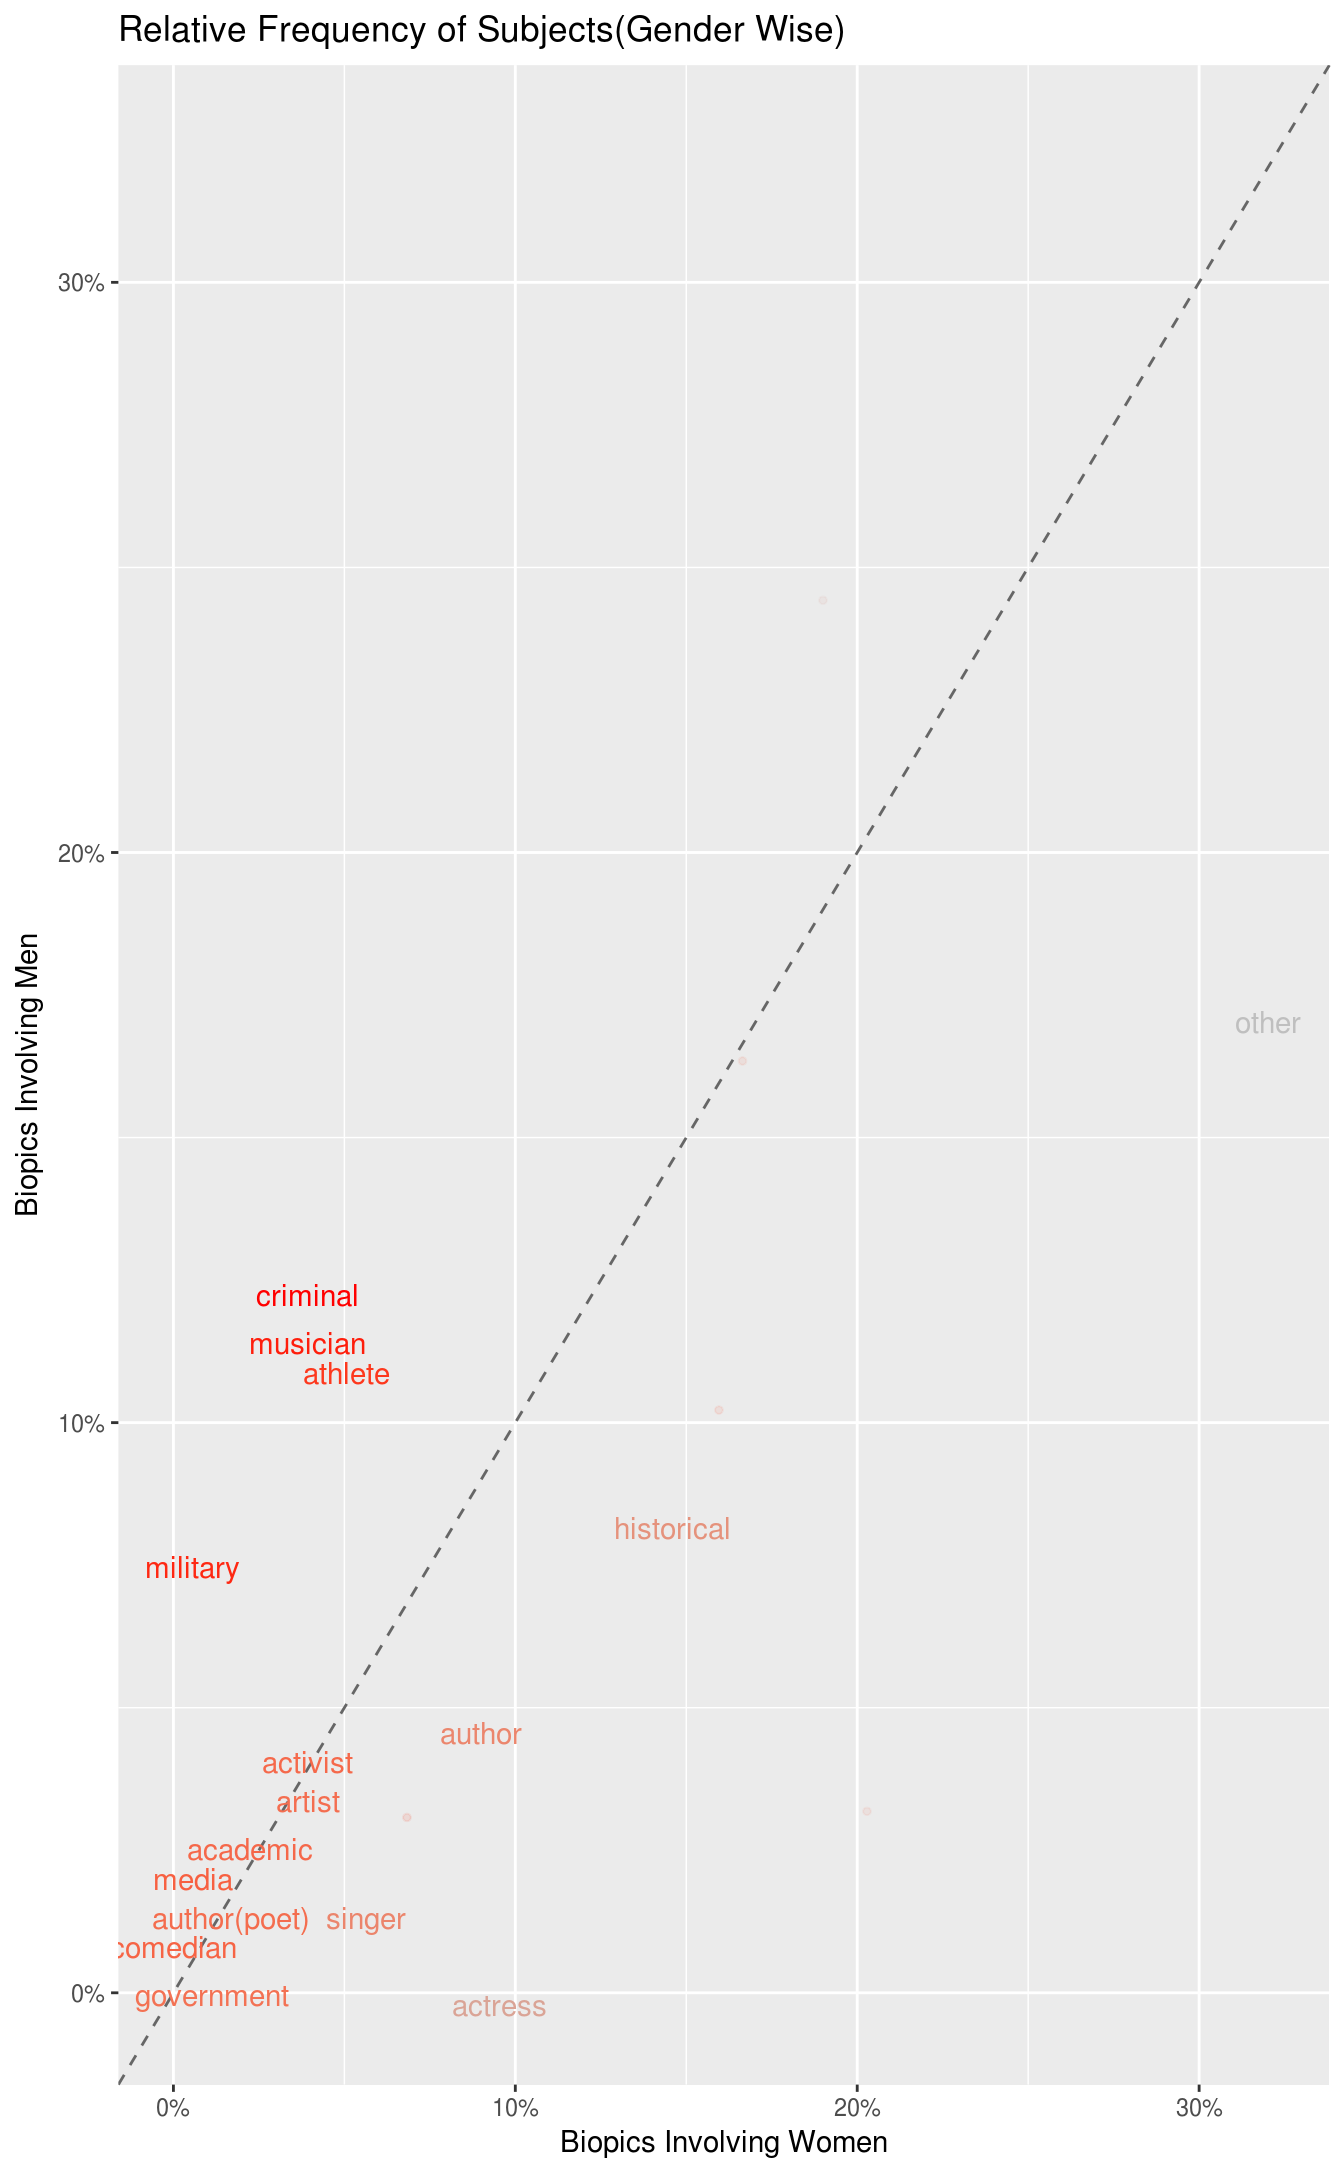 Relative Frequency of Subjects(Gender Wise)
30%
20%
other
Biopics Involving Men
criminal
musician
athlete
10%
historical
military
author
activist
artist
academic
media
author(poet) singer
comedian
0%
government
actress
0% 10% 20% 30%
Biopics Involving Women